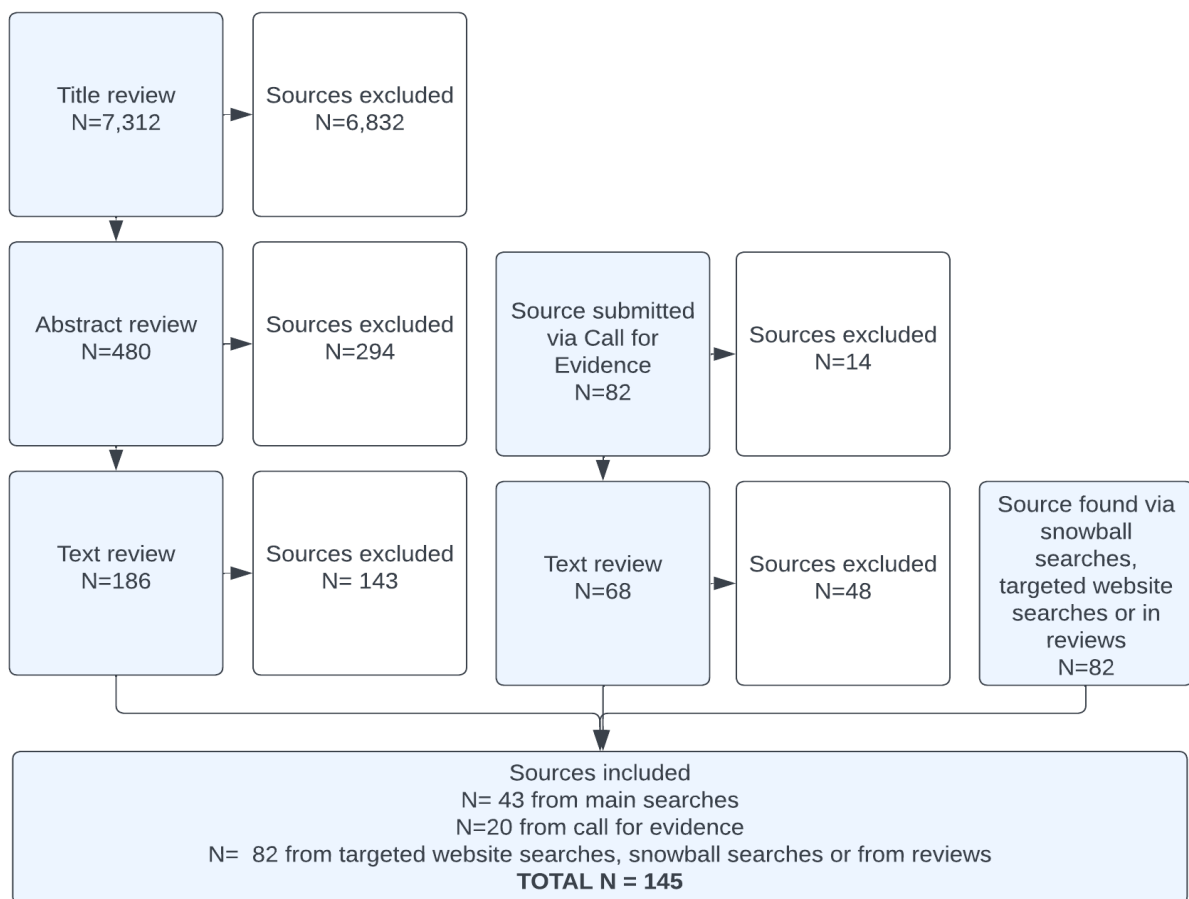 Title review
N=7,312
Sources excluded
N=6,832
Abstract review
N=480
Sources excluded
N=294
Source submitted
via Call for
Evidence
N=82
Sources excluded
N=14
Text review
N=186
Sources excluded
N= 143
Text review
N=68
Sources excluded
N=48
Source found via
snowball
searches,
targeted website
searches or in
reviews
N=82
Sources included
N= 43 from main searches
N=20 from call for evidence
N=  82 from targeted website searches, snowball searches or from reviews
TOTAL N = 145